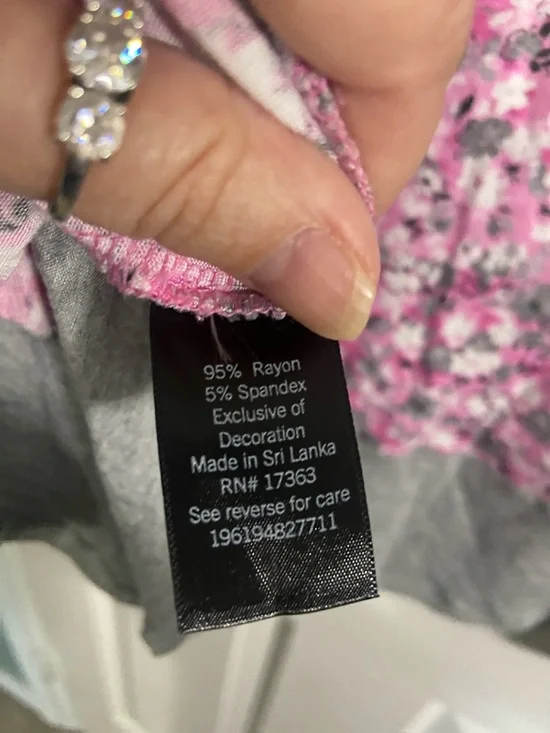 95% Rayon
5% Spandex
Exclusive of
Decoration
Made in Sri Lanka
RN# 17363
See reverse for care
196194827711